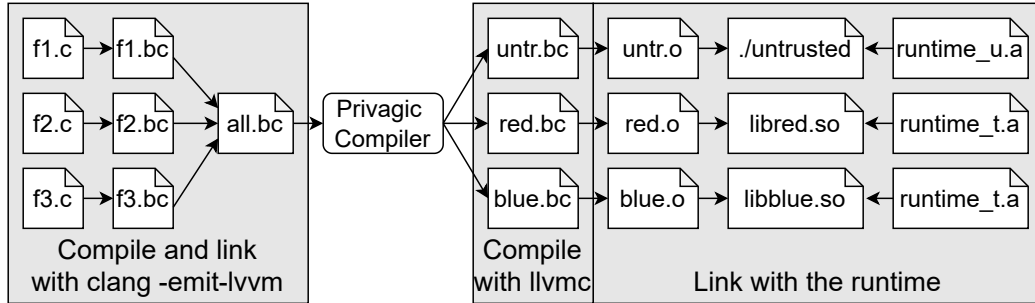 f1.c f1.bc untr.bc untr.o ./untrusted runtime_u.a
f2.c f2.bc all.bc Privagic Compiler red.bc red.o libred.so runtime_t.a
f3.c f3.bc blue.bc blue.o libblue.so runtime_t.a
Compile and link
with clang -emit-lvvm
Compile
with llvmc
Link with the runtime